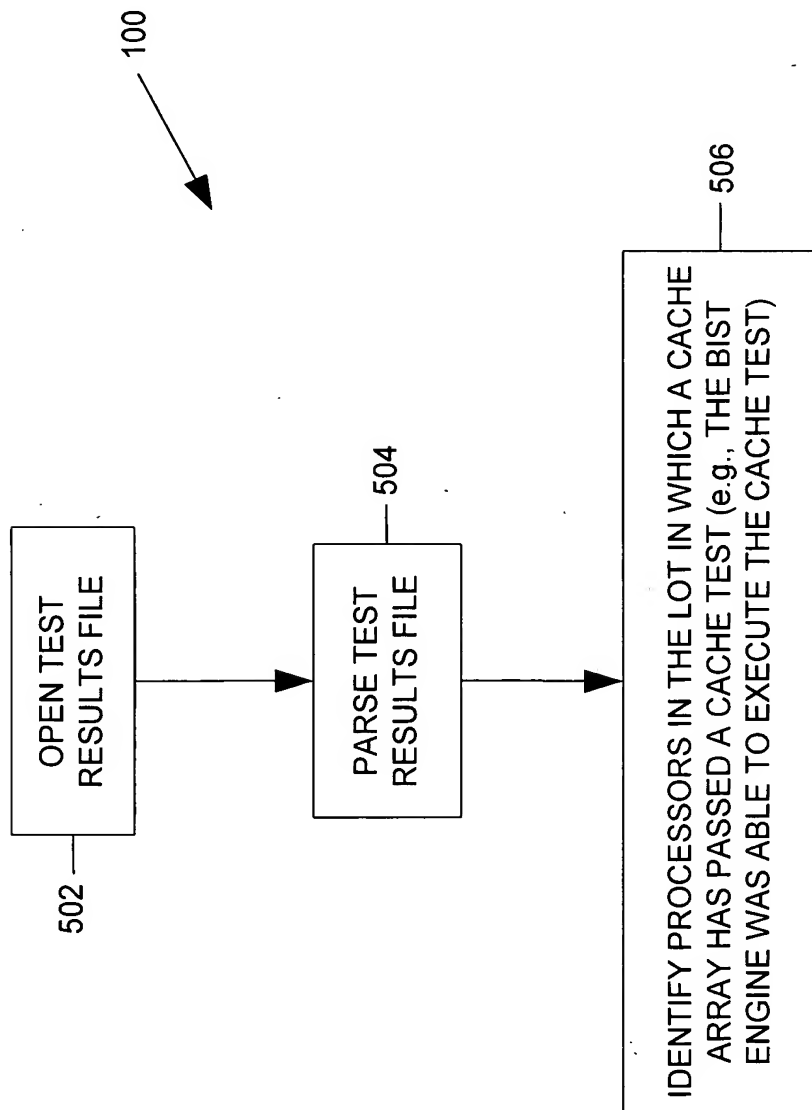 100
502
OPEN TEST
RESULTS FILE
504
PARSE TEST
RESULTS FILE
506
IDENTIFY PROCESSORS IN THE LOT IN WHICH A CACHE
ARRAY HAS PASSED A CACHE TEST (e.g., THE BIST
ENGINE WAS ABLE TO EXECUTE THE CACHE TEST)